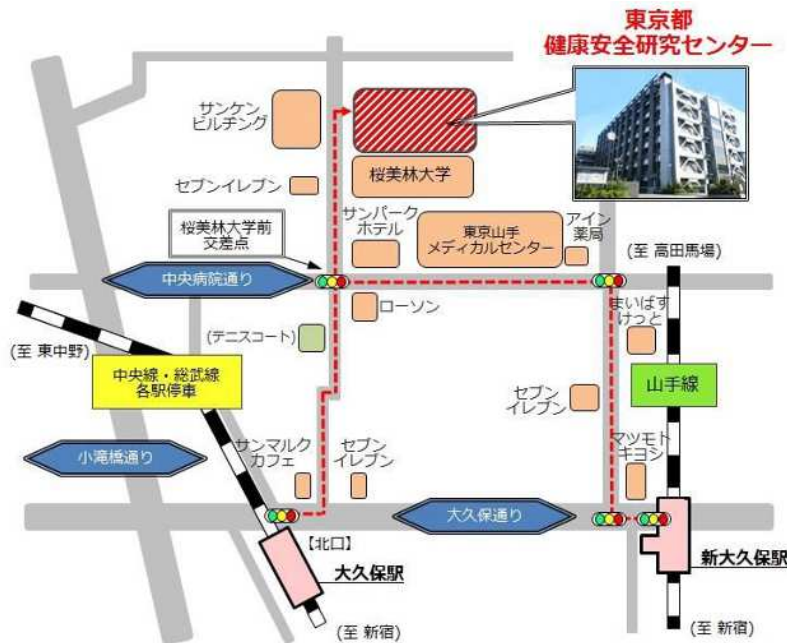 東京都
健康安全研究センター
サンケン
ビルヂング
桜美林大学
セブンイレブン
サンパーク
ホテル
東京山手
メディカルセンター
アイン
薬局
桜美林大学前
交差点
(至 高田馬場)
中央病院通り
ローソン
まいばす
けっと
(テニスコート)
(至 東中野)
中央線・総武線
各駅停車
山手線
セブン
イレブン
小滝橋通り
サンマルク
カフェ
セブン
イレブン
マツモト
キヨシ
大久保通り
【北口】
大久保駅
新大久保駅
(至 新宿)
(至 新宿)